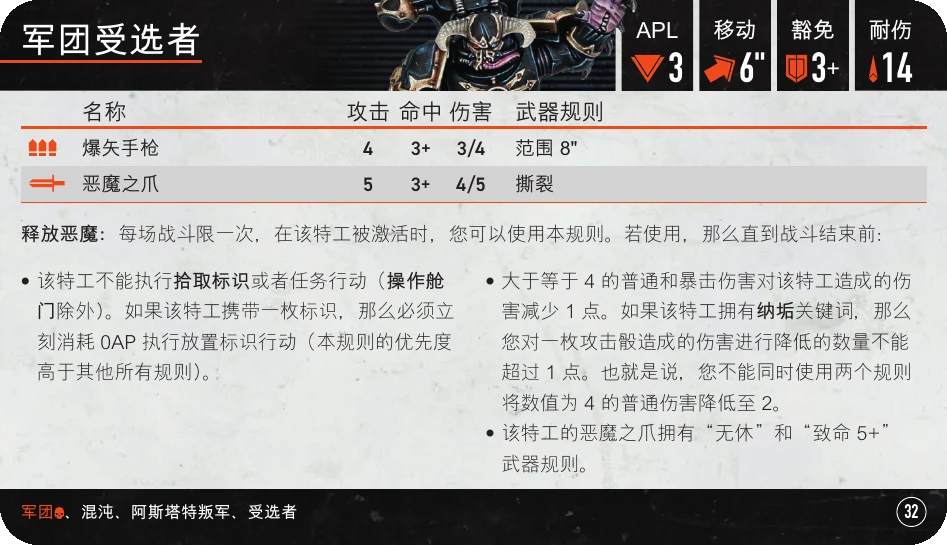 军团受选者
APL 移动 豁免 耐伤
3 6" 3+ 14
名称 攻击 命中 伤害 武器规则
爆矢手枪 4 3+ 3/4 范围 8"
恶魔之爪 5 3+ 4/5 撕裂
释放恶魔：每场战斗限一次，在该特工被激活时，您可以使用本规则。若使用，那么直到战斗结束前:
• 该特工不能执行拾取标识或者任务行动（操作舱
门除外）。如果该特工携带一枚标识，那么必须立
刻消耗 0AP 执行放置标识行动（本规则的优先度
高于其他所有规则）。
• 大于等于 4 的普通和暴击伤害对该特工造成的伤
害减少 1 点。如果该特工拥有纳垢关键词，那么
您对一枚攻击骰造成的伤害进行降低的数量不能
超过 1 点。也就是说，您不能同时使用两个规则
将数值为 4 的普通伤害降低至 2。
• 该特工的恶魔之爪拥有“无休”和“致命 5+”
武器规则。
军团、混沌、阿斯塔特叛军、受选者
32